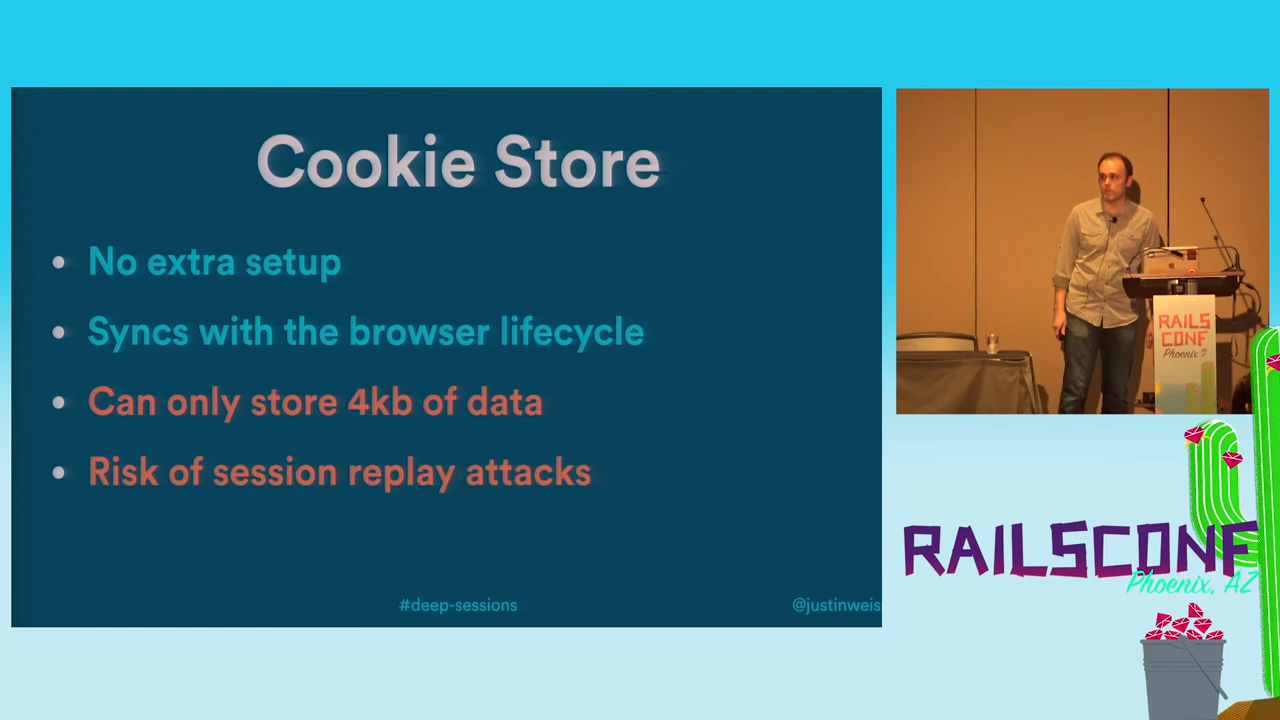 Cookie Store
No extra setup
Syncs with the browser lifecycle
Can only store 4kb of data
Risk of session replay attacks
#deep-sessions
@justinweis
RAILS
CONF
Phoenix
RAILSCONF
Phoenix, AZ